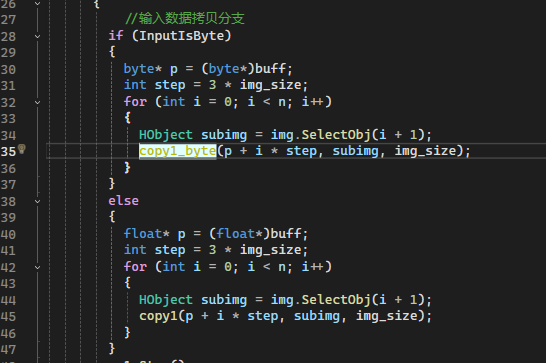 26 {
27 //输入数据拷贝分支
28 if (InputIsByte)
29 {
30 byte* p = (byte*)buff;
31 int step = 3 * img_size;
32 for (int i = 0; i < n; i++)
33 {
34 HObject subimg = img.SelectObj(i + 1);
35 copy1_byte(p + i * step, subimg, img_size);
36 }
37 }
38 else
39 {
40 float* p = (float*)buff;
41 int step = 3 * img_size;
42 for (int i = 0; i < n; i++)
43 {
44 HObject subimg = img.SelectObj(i + 1);
45 copy1(p + i * step, subimg, img_size);
46 }
47 }